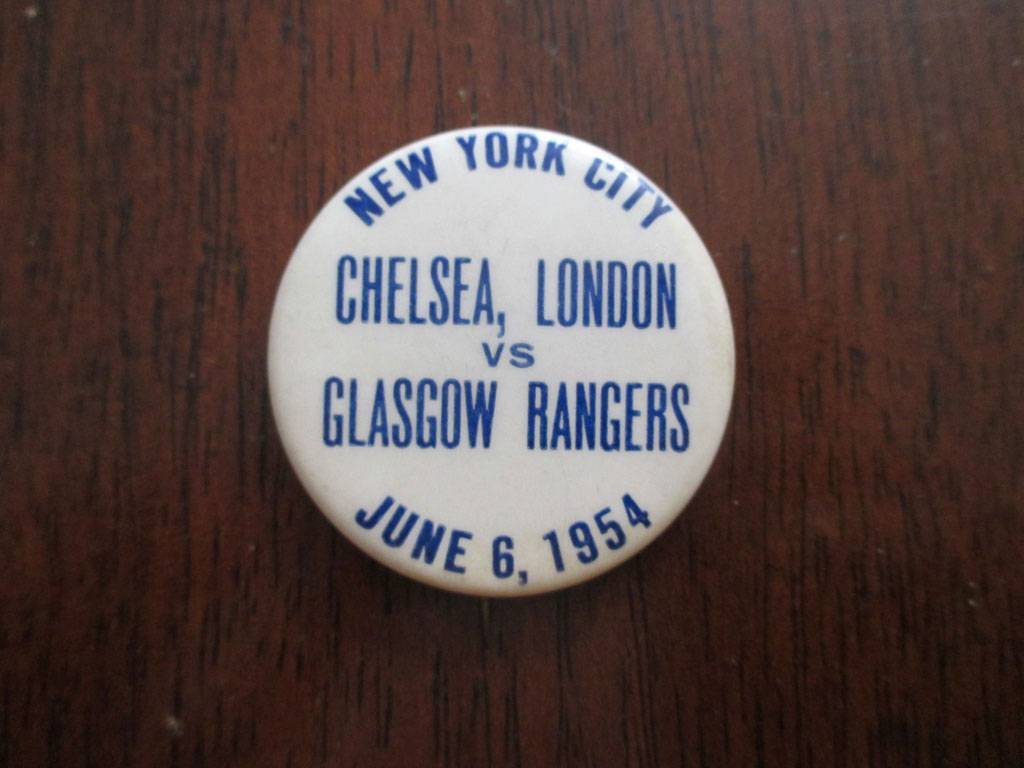 NEW YORK CITY
CHELSEA, LONDON
VS
GLASGOW RANGERS
JUNE 6, 1954